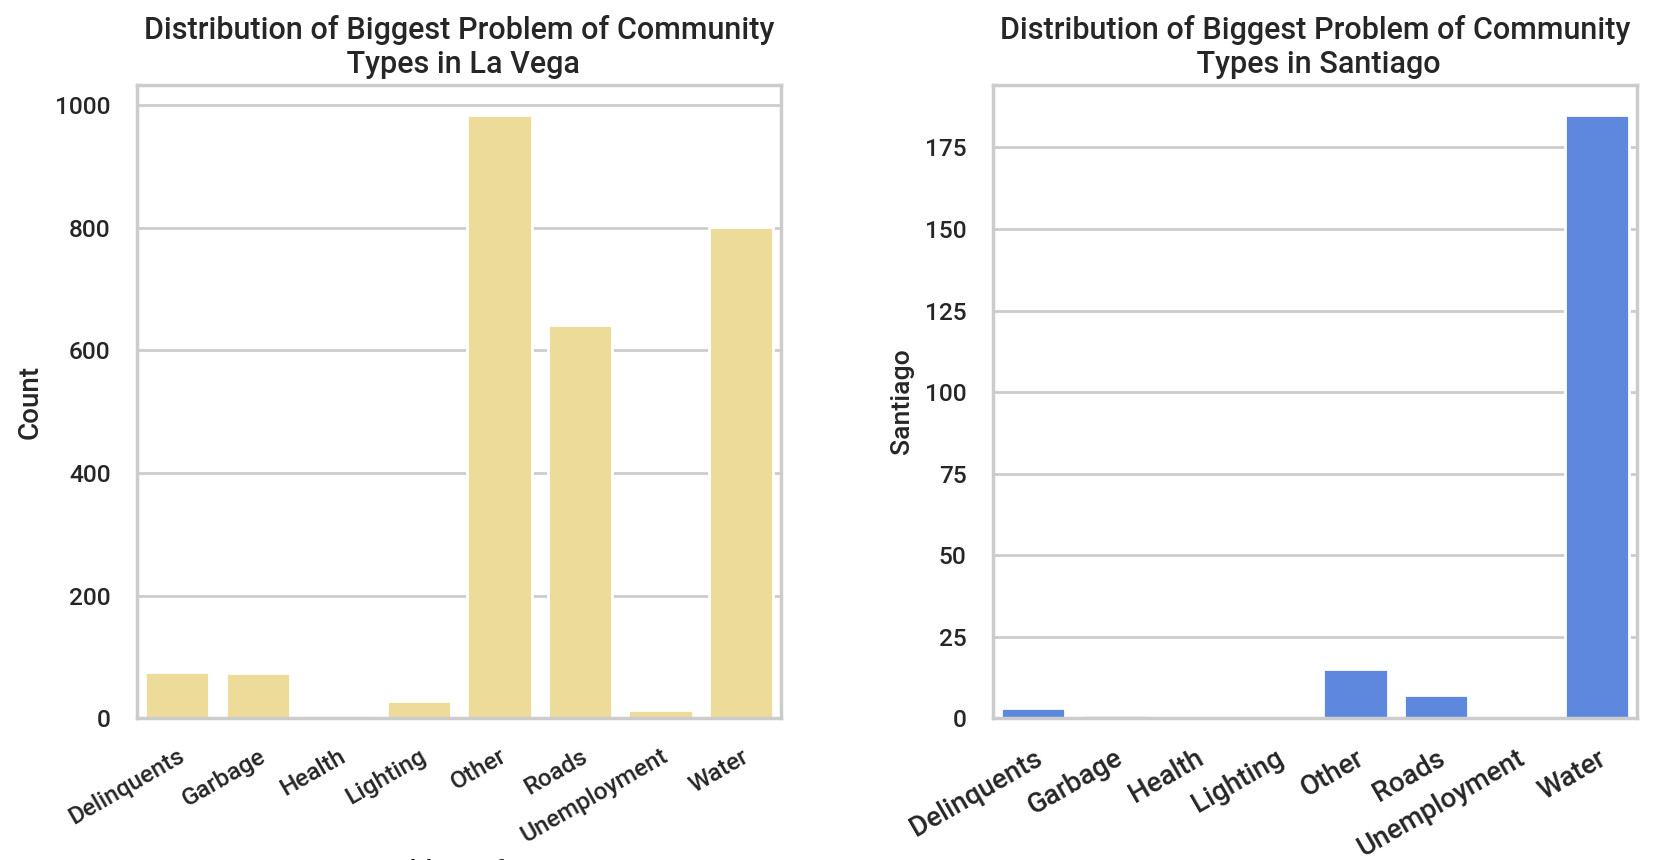 Distribution of Biggest Problem of Community
Types in La Vega
1000
800
600
400
200
0
Count
Delinquents
Garbage
Health
Lighting
Other
Roads
Unemployment
Water
Distribution of Biggest Problem of Community
Types in Santiago
175
150
125
100
75
50
25
0
Santiago
Delinquents
Garbage
Health
Lighting
Other
Roads
Unemployment
Water